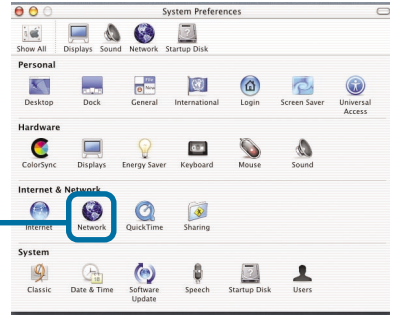 System Preferences
Show All Displays Sound Network Startup Disk
Personal
Desktop Dock General International Login Screen Saver Universal
Access
Hardware
ColorSync Displays Energy Saver Keyboard Mouse Sound
Internet & Network
Internet Network QuickTime Sharing
System
Classic Date & Time Software Speech Startup Disk Users
Update